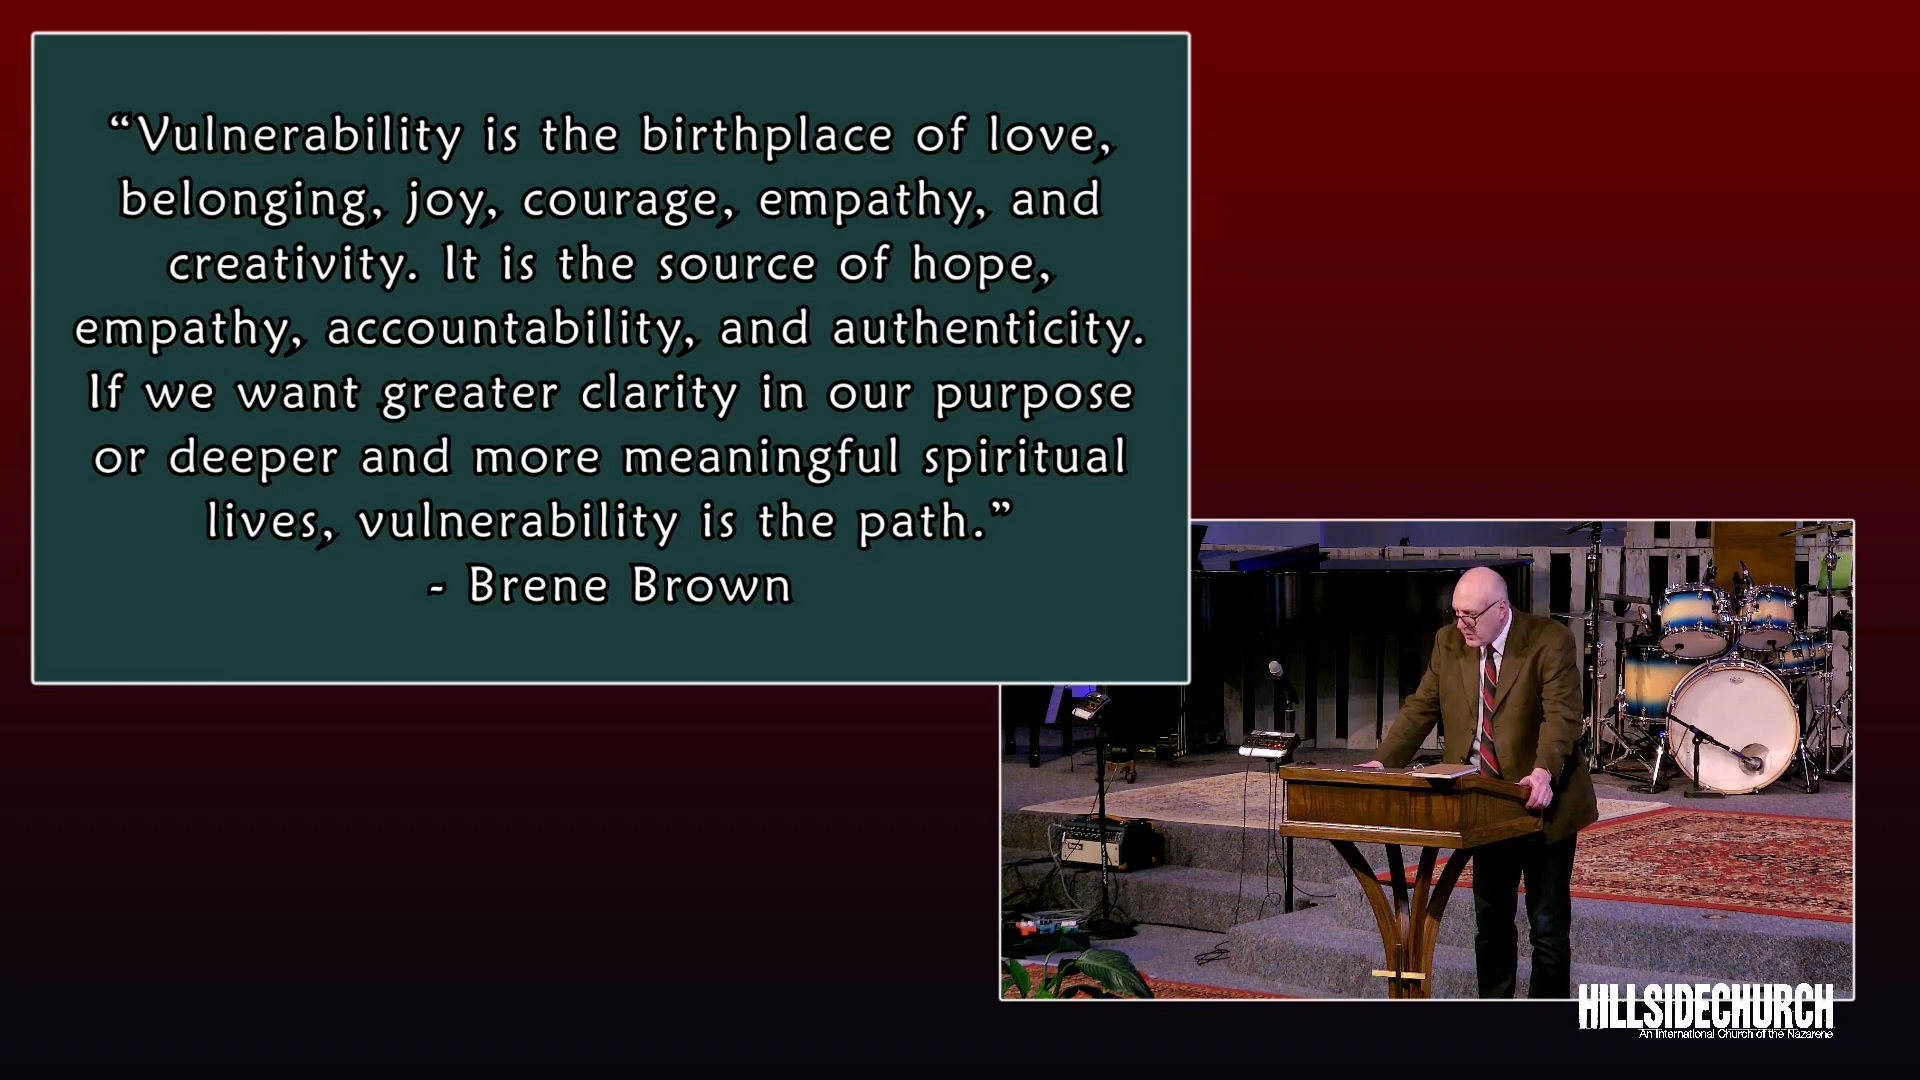 “Vulnerability is the birthplace of love,
belonging, joy, courage, empathy, and
creativity. It is the source of hope,
empathy, accountability, and authenticity.
If we want greater clarity in our purpose
or deeper and more meaningful spiritual
lives, vulnerability is the path.”
- Brene Brown
HILLSIDECHURCH
An International Church of the Nazarene